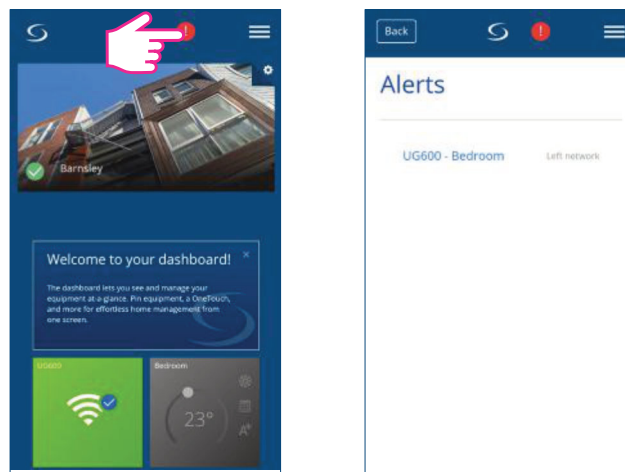 Barnsley
Welcome to your dashboard!
The dashboard lets you see and manage your
equipment at-a-glance. Pin equipment, a OneTouch,
and more for effortless home management from
one screen.
UG600
Bedroom
23°
Back
Alerts
UG600 - Bedroom
Left network